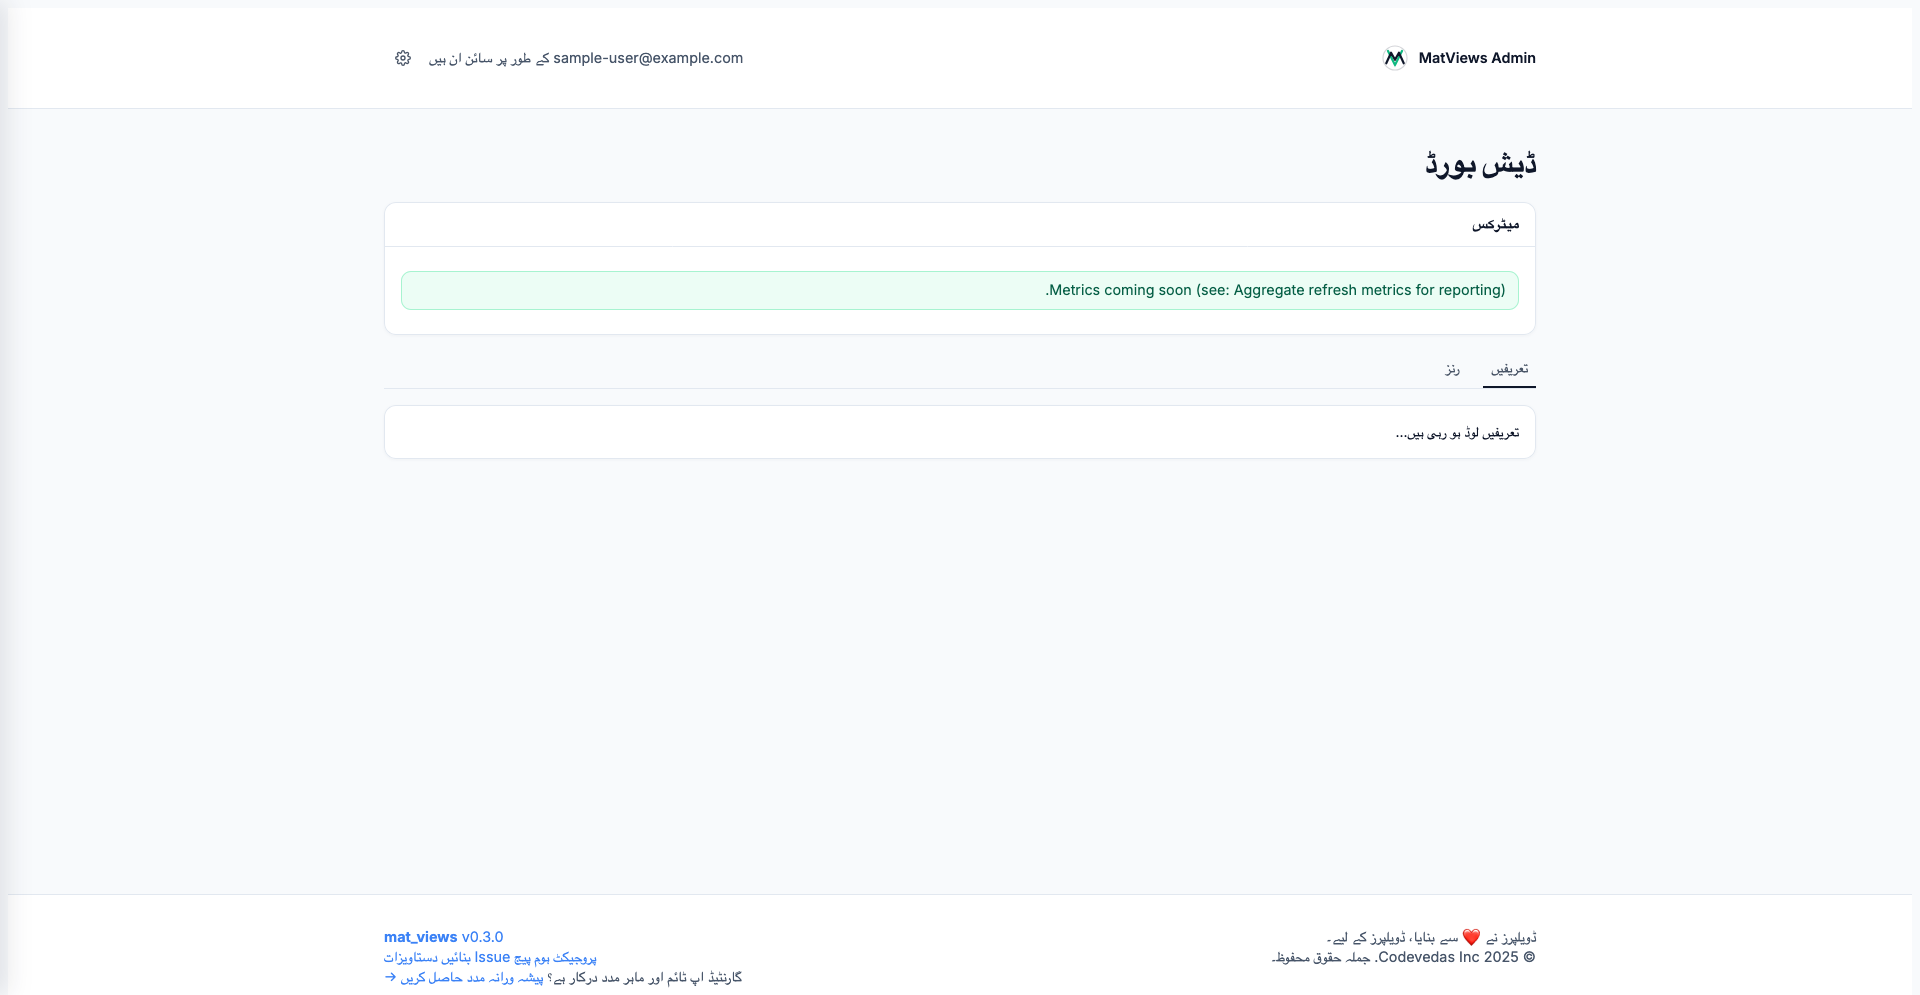 MatViews Admin
sample-user@example.com کے طور پر سائن ان ہیں
ڈیش بورڈ
میٹرکس
Metrics coming soon (see: Aggregate refresh metrics for reporting).
تعریفیں
رنز
تعریفیں لوڈ ہو رہی ہیں...
ڈویلپرز نے ❤️ سے بنایا، ڈویلپرز کے لیے۔
© 2025 Codevedas Inc. جملہ حقوق محفوظ۔
mat_views v0.3.0
پروجیکٹ ہوم پیج Issue بنائیں دستاویزات
گارنٹیڈ اپ ٹائم اور ماہر مدد درکار ہے؟ پیشہ ورانہ مدد حاصل کریں →